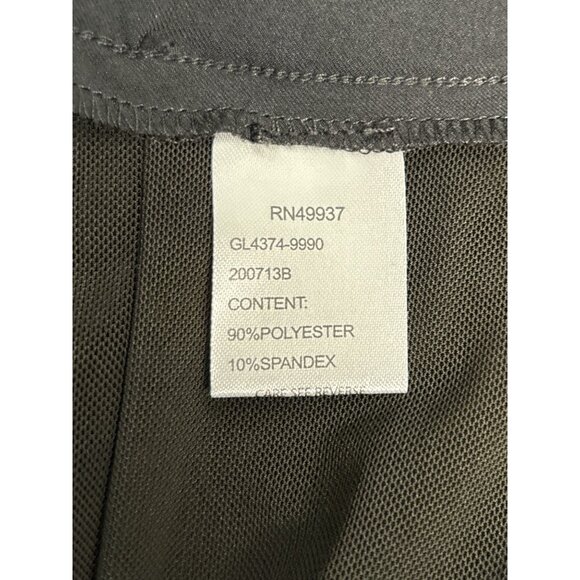 RN49937
GL4374-9990
200713B
CONTENT:
90%POLYESTER
10%SPANDEX
CARE SEE REVERSE